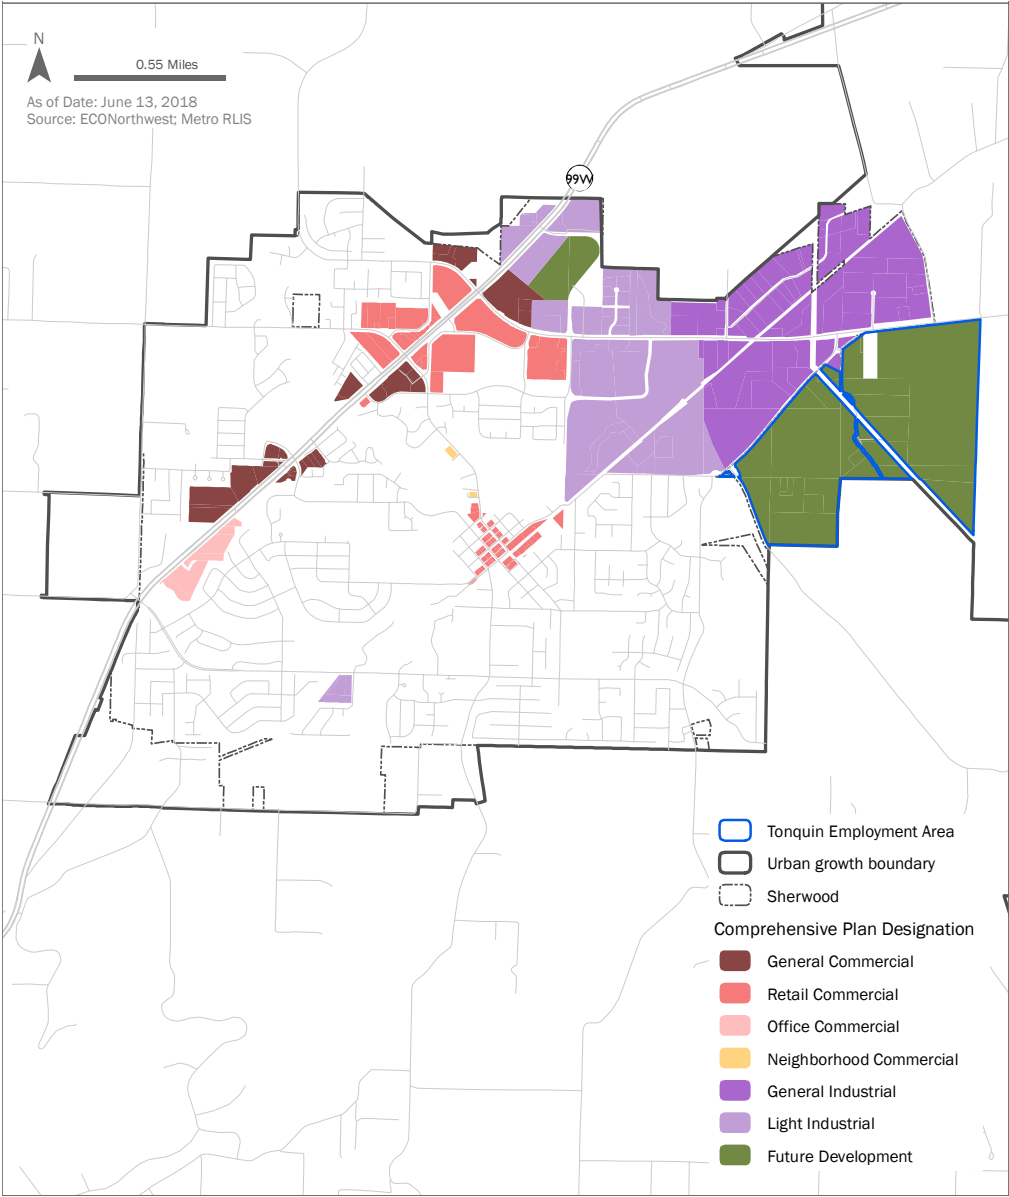 N
0.55 Miles
As of Date: June 13, 2018
Source: ECONorthwest; Metro RLIS
99W
Tonquin Employment Area
Urban growth boundary
Sherwood
Comprehensive Plan Designation
General Commercial
Retail Commercial
Office Commercial
Neighborhood Commercial
General Industrial
Light Industrial
Future Development